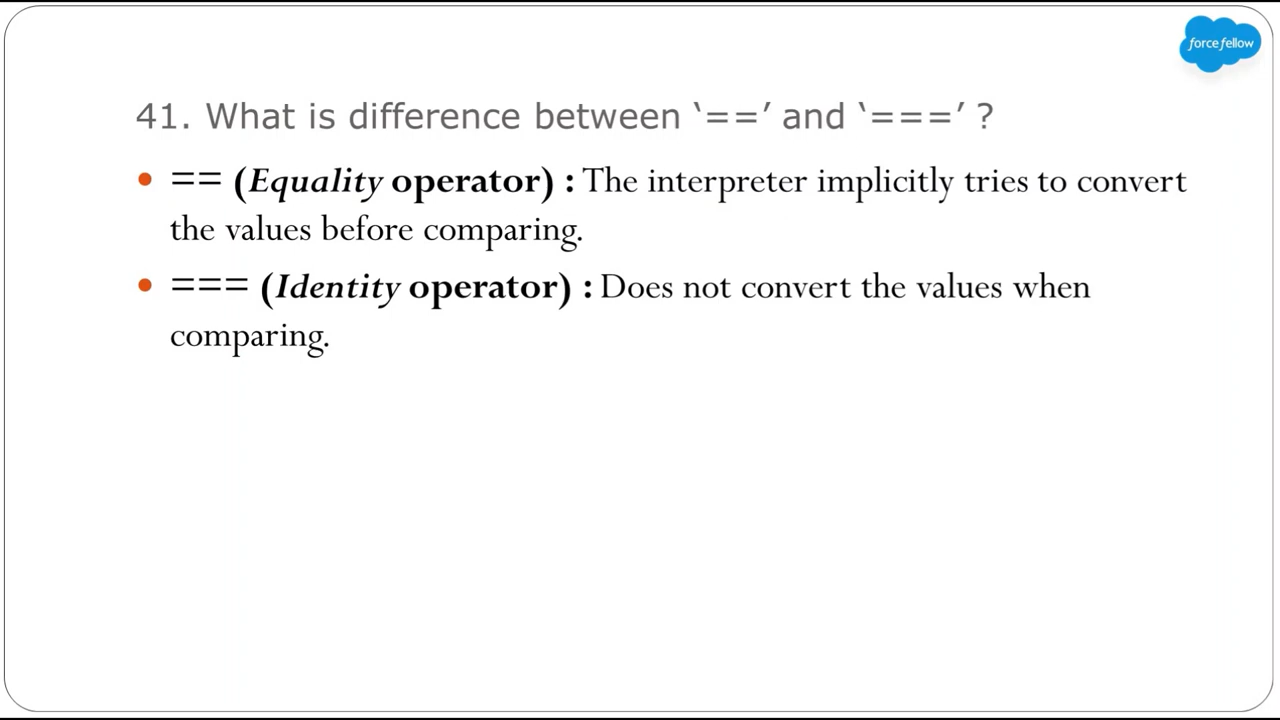 force fellow
41. What is difference between ‘==’ and ‘===’ ?
• == (Equality operator) : The interpreter implicitly tries to convert
the values before comparing.
• === (Identity operator) : Does not convert the values when
comparing.